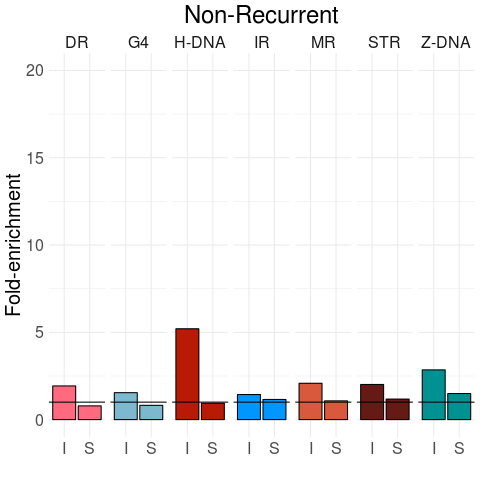 Non-Recurrent
DR G4 H-DNA IR MR STR Z-DNA
Fold-enrichment
20
15
10
5
0
I S I S I S I S I S I S I S